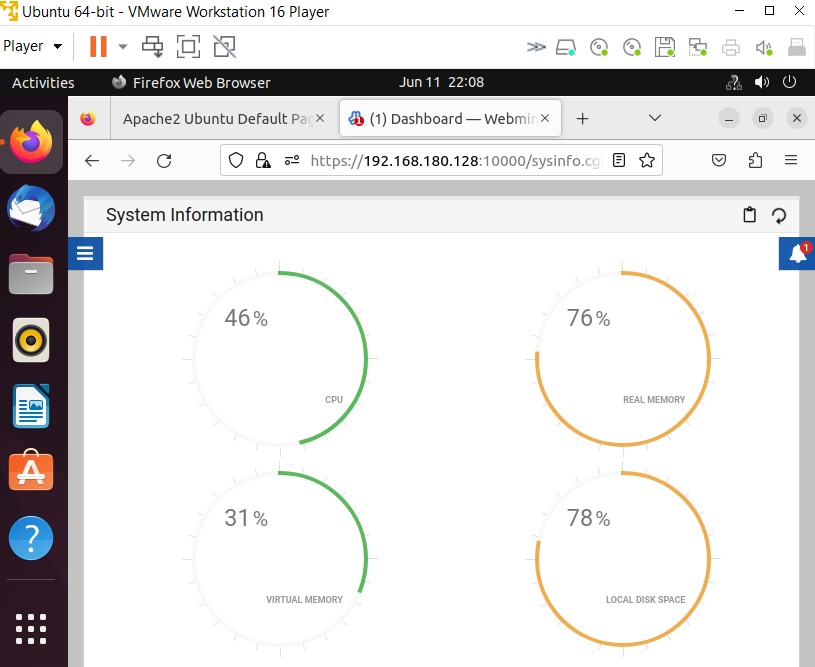 Ubuntu 64-bit - VMware Workstation 16 Player
Player
Activities
Firefox Web Browser
Jun 11 22:08
Apache2 Ubuntu Default Pag
(1) Dashboard — Webmin
https://192.168.180.128:10000/sysinfo.cg
System Information
1
46%
CPU
76%
REAL MEMORY
31%
VIRTUAL MEMORY
78%
LOCAL DISK SPACE